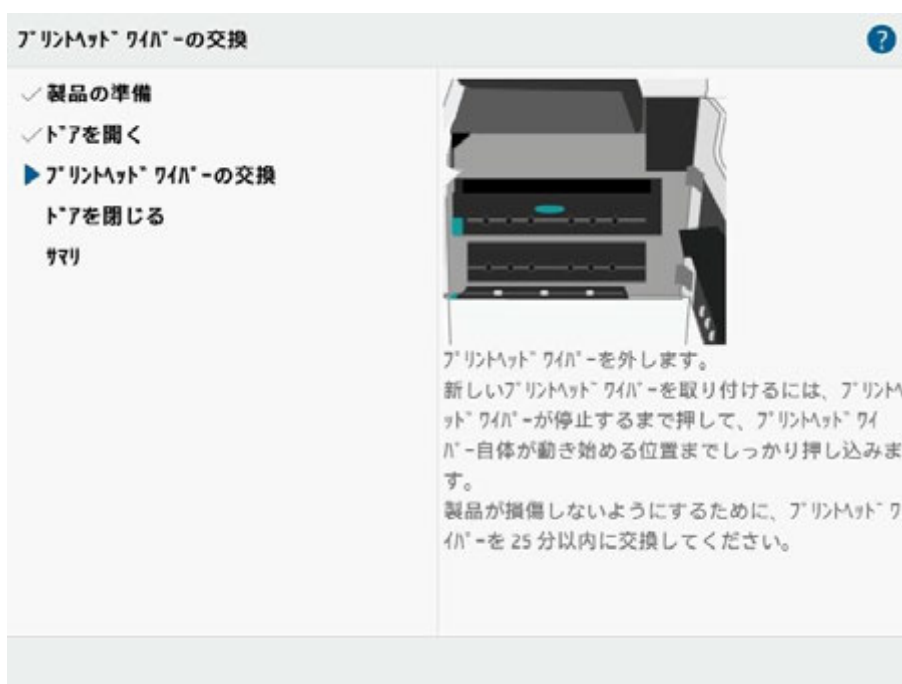 ﾌﾟﾘﾝﾄﾍｯﾄﾞ ﾜｲﾊﾟｰの交換
?
製品の準備
ﾄﾞｱを開く
ﾌﾟﾘﾝﾄﾍｯﾄﾞ ﾜｲﾊﾟｰの交換
ﾄﾞｱを閉じる
ｻﾏﾘ
ﾌﾟﾘﾝﾄﾍｯﾄﾞ ﾜｲﾊﾟｰを外します。
新しいﾌﾟﾘﾝﾄﾍｯﾄﾞ ﾜｲﾊﾟｰを取り付けるには、ﾌﾟﾘﾝﾄﾍ
ｯﾄﾞ ﾜｲﾊﾟｰが停止するまで押して、ﾌﾟﾘﾝﾄﾍｯﾄﾞ ﾜｲ
ﾊﾟｰ自体が動き始める位置までしっかり押し込みま
す。
製品が損傷しないようにするために、ﾌﾟﾘﾝﾄﾍｯﾄﾞ ﾜ
ｲﾊﾟｰを 25 分以内に交換してください。